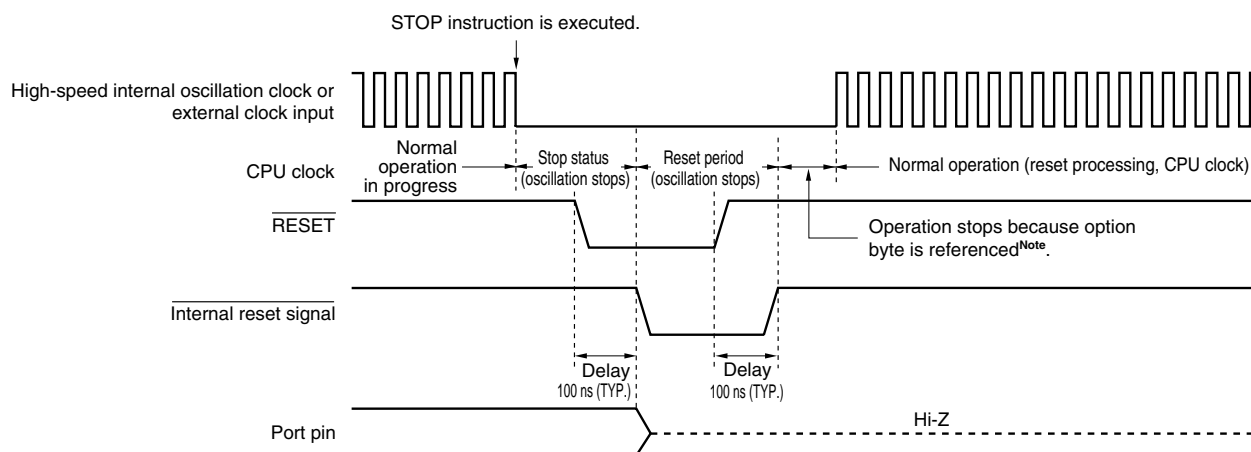 STOP instruction is executed.
High-speed internal oscillation clock or
external clock input
CPU clock
Normal
operation
in progress
Stop status
(oscillation stops)
Reset period
(oscillation stops)
Normal operation (reset processing, CPU clock)
RESET
Operation stops because option
byte is referencedNote.
Internal reset signal
Delay
100 ns (TYP.)
Delay
100 ns (TYP.)
Port pin
Hi-Z